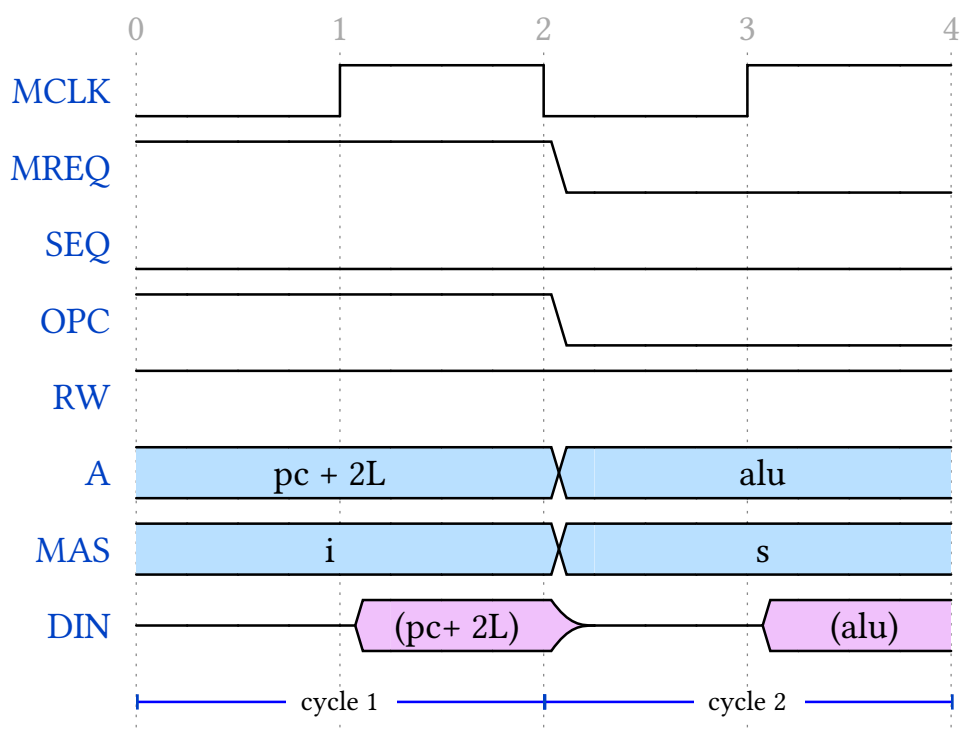 0 1 2 3 4
MCLK
MREQ
SEQ
OPC
RW
A pc + 2L alu
MAS i s
DIN (pc+ 2L) (alu)
cycle 1 cycle 2